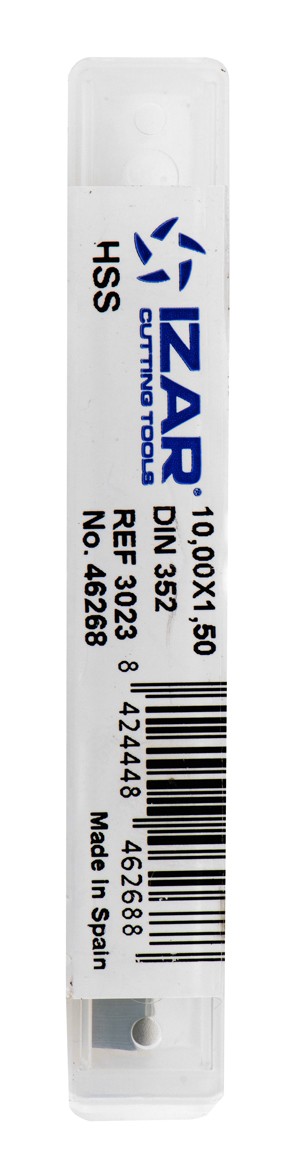 IZAR®
CUTTING TOOLS
HSS
10,00X1,50
DIN 352
REF 3023
No. 46268
8 424448 462688
Made in Spain